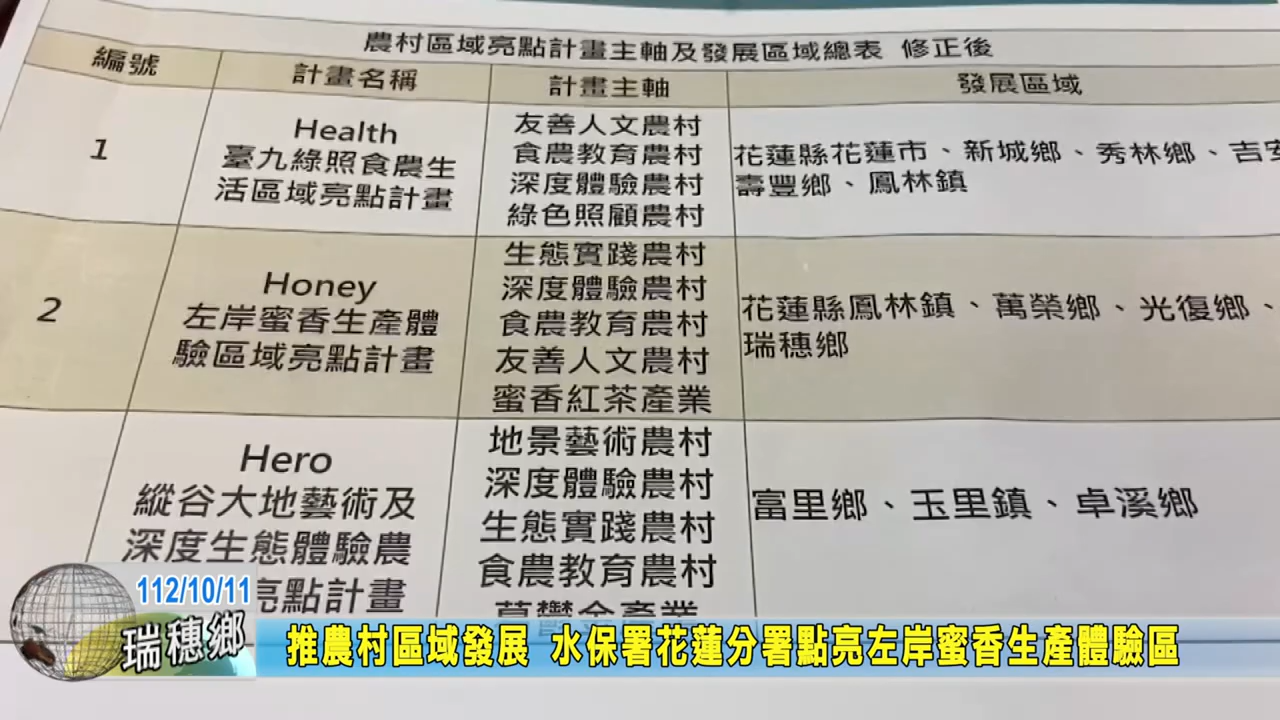 農村區域亮點計畫主軸及發展區域總表 修正後
編號
計畫名稱
計畫主軸
發展區域
1
Health
臺九綠照食農生
活區域亮點計畫
友善人文農村
食農教育農村
深度體驗農村
綠色照顧農村
花蓮縣花蓮市、新城鄉、秀林鄉、吉安
壽豐鄉、鳳林鎮
2
Honey
左岸蜜香生產體
驗區域亮點計畫
生態實踐農村
深度體驗農村
食農教育農村
友善人文農村
蜜香紅茶產業
花蓮縣鳳林鎮、萬榮鄉、光復鄉、
瑞穗鄉
Hero
縱谷大地藝術及
深度生態體驗農
亮點計畫
地景藝術農村
深度體驗農村
生態實踐農村
食農教育農村
富里鄉、玉里鎮、卓溪鄉
112/10/11
瑞穗鄉
推農村區域發展 水保署花蓮分署點亮左岸蜜香生產體驗區